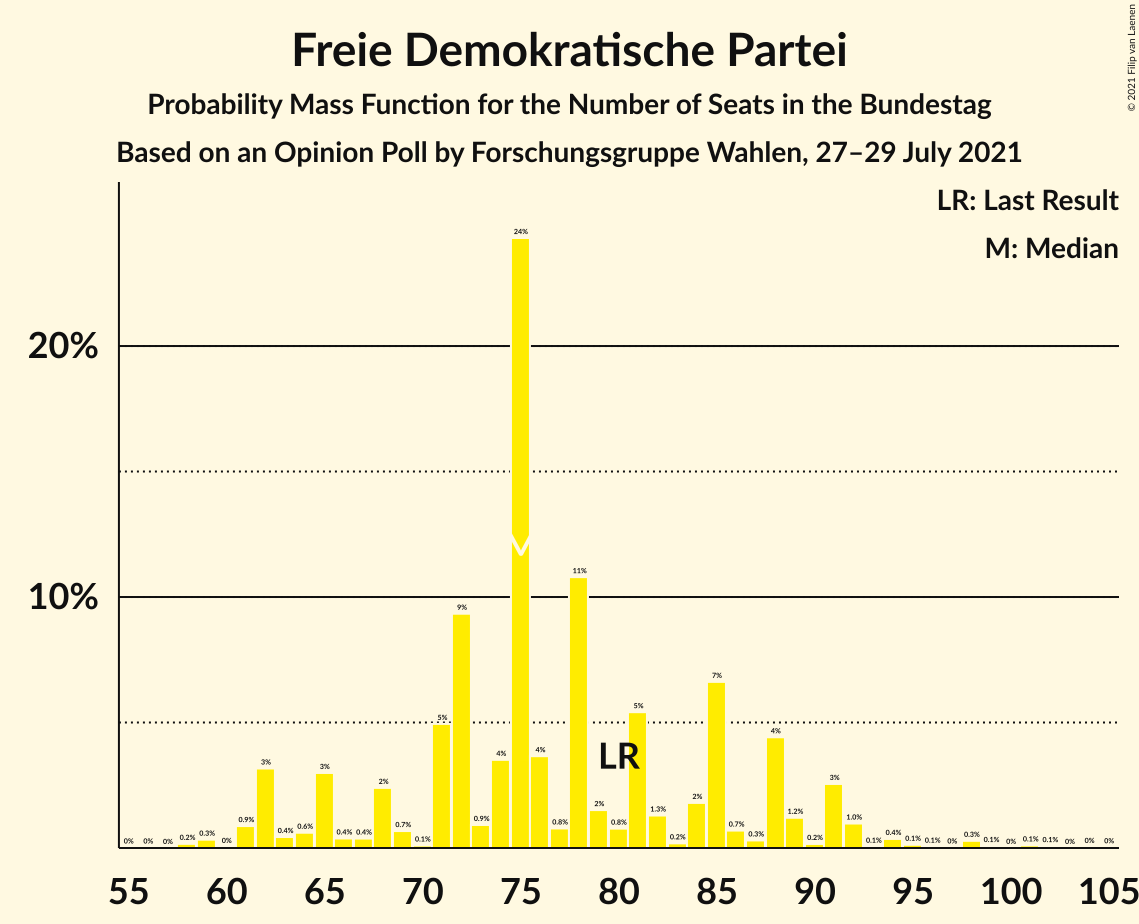 Freie Demokratische Partei
Probability Mass Function for the Number of Seats in the Bundestag
Based on an Opinion Poll by Forschungsgruppe Wahlen, 27–29 July 2021
© 2021 Filip van Laenen
LR: Last Result
M: Median
20%
10%
0% 0% 0% 0.2% 0.3% 0% 0.9% 3% 0.4% 0.6% 3% 0.4% 0.4% 2% 0.7% 0.1% 5% 9% 0.9% 4% 24% 4% 0.8% 11% 2% 0.8% 5% 1.3% 0.2% 2% 7% 0.7% 0.3% 4% 1.2% 0.2% 3% 1.0% 0.1% 0.4% 0.1% 0.1% 0% 0.3% 0.1% 0% 0.1% 0.1% 0% 0% 0%
M
LR
55 60 65 70 75 80 85 90 95 100 105